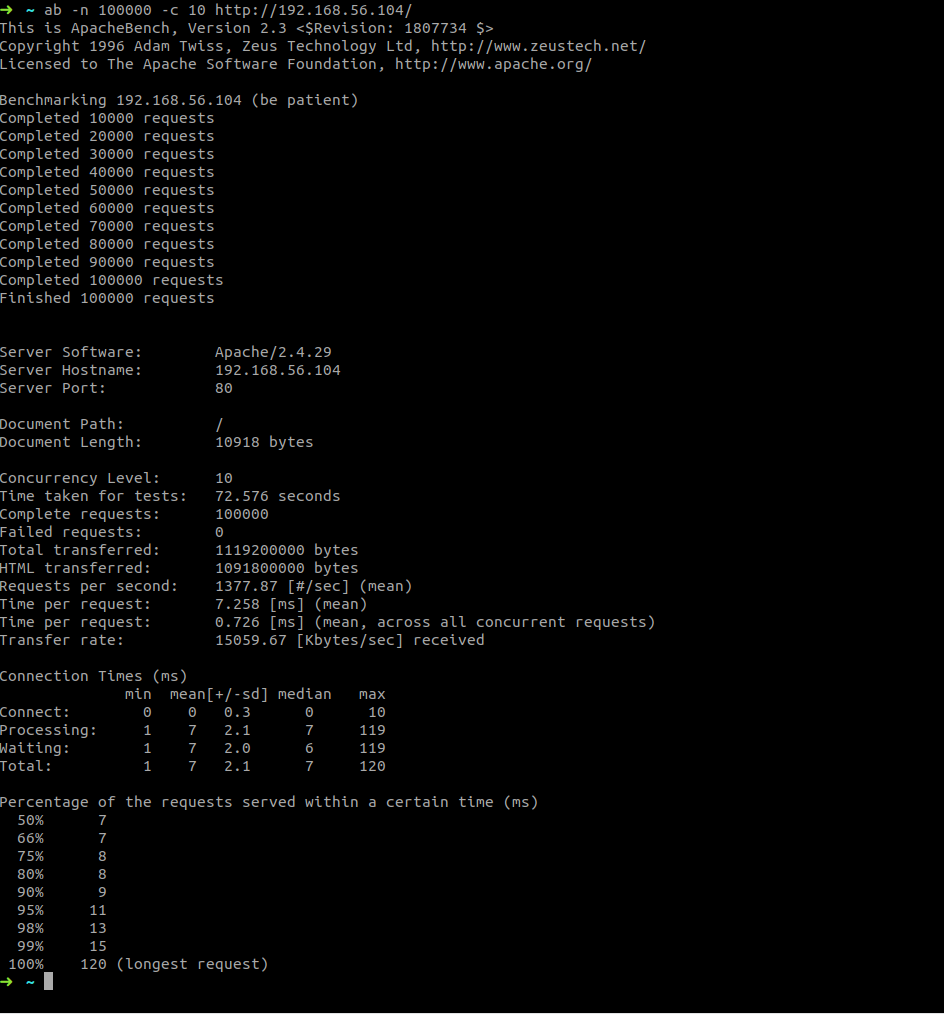 ➜ ~ ab -n 100000 -c 10 http://192.168.56.104/
This is ApacheBench, Version 2.3 <$Revision: 1807734 $>
Copyright 1996 Adam Twiss, Zeus Technology Ltd, http://www.zeustech.net/
Licensed to The Apache Software Foundation, http://www.apache.org/

Benchmarking 192.168.56.104 (be patient)
Completed 10000 requests
Completed 20000 requests
Completed 30000 requests
Completed 40000 requests
Completed 50000 requests
Completed 60000 requests
Completed 70000 requests
Completed 80000 requests
Completed 90000 requests
Completed 100000 requests
Finished 100000 requests


Server Software:        Apache/2.4.29
Server Hostname:        192.168.56.104
Server Port:            80

Document Path:          /
Document Length:        10918 bytes

Concurrency Level:      10
Time taken for tests:   72.576 seconds
Complete requests:      100000
Failed requests:        0
Total transferred:      1119200000 bytes
HTML transferred:       1091800000 bytes
Requests per second:    1377.87 [#/sec] (mean)
Time per request:       7.258 [ms] (mean)
Time per request:       0.726 [ms] (mean, across all concurrent requests)
Transfer rate:          15059.67 [Kbytes/sec] received

Connection Times (ms)
              min  mean[+/-sd] median   max
Connect:        0    0   0.3      0      10
Processing:     1    7   2.1      7     119
Waiting:        1    7   2.0      6     119
Total:          1    7   2.1      7     120

Percentage of the requests served within a certain time (ms)
  50%      7
  66%      7
  75%      8
  80%      8
  90%      9
  95%     11
  98%     13
  99%     15
 100%    120 (longest request)
➜ ~